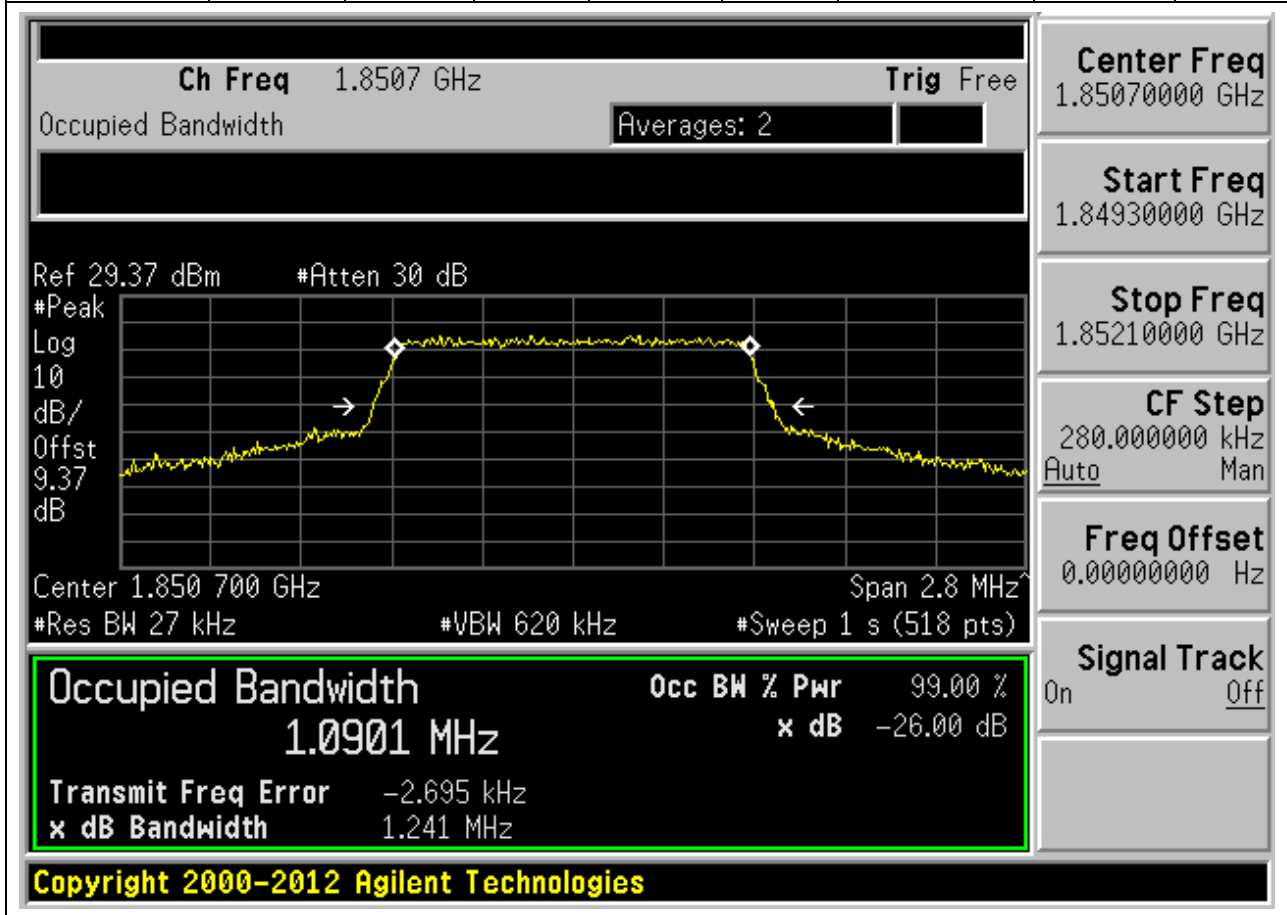 Ch Freq 1.8507 GHz Trig Free
Occupied Bandwidth Averages: 2
Ref 29.37 dBm #Atten 30 dB
#Peak
Log
10
dB/
Offst
9.37
dB
Center 1.850 700 GHz Span 2.8 MHz^
#Res BW 27 kHz #VBW 620 kHz #Sweep 1 s (518 pts)
Occupied Bandwidth Occ BW % Pwr 99.00 %
1.0901 MHz x dB -26.00 dB
Transmit Freq Error -2.695 kHz
x dB Bandwidth 1.241 MHz
Copyright 2000-2012 Agilent Technologies
Center Freq
1.85070000 GHz
Start Freq
1.84930000 GHz
Stop Freq
1.85210000 GHz
CF Step
280.000000 kHz
Auto Man
Freq Offset
0.00000000 Hz
Signal Track
On Off